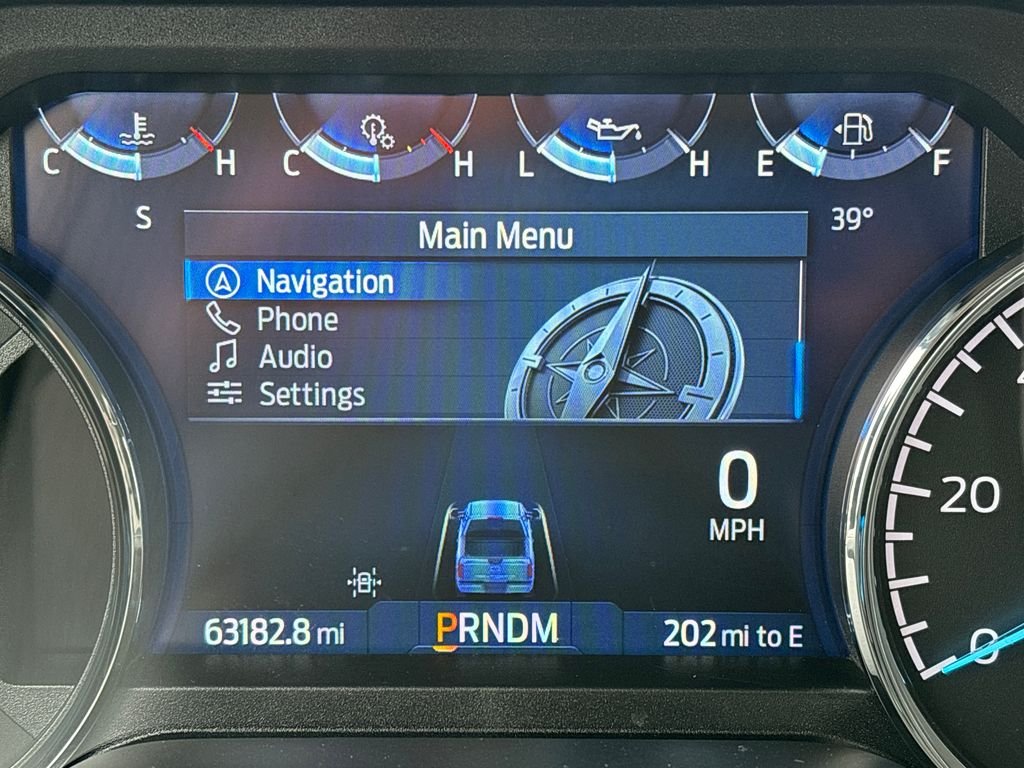 C H C H L H E F
S 39°
Main Menu
Navigation
Phone
Audio
Settings
0
MPH
20
0
63182.8 mi PRNDM 202 mi to E